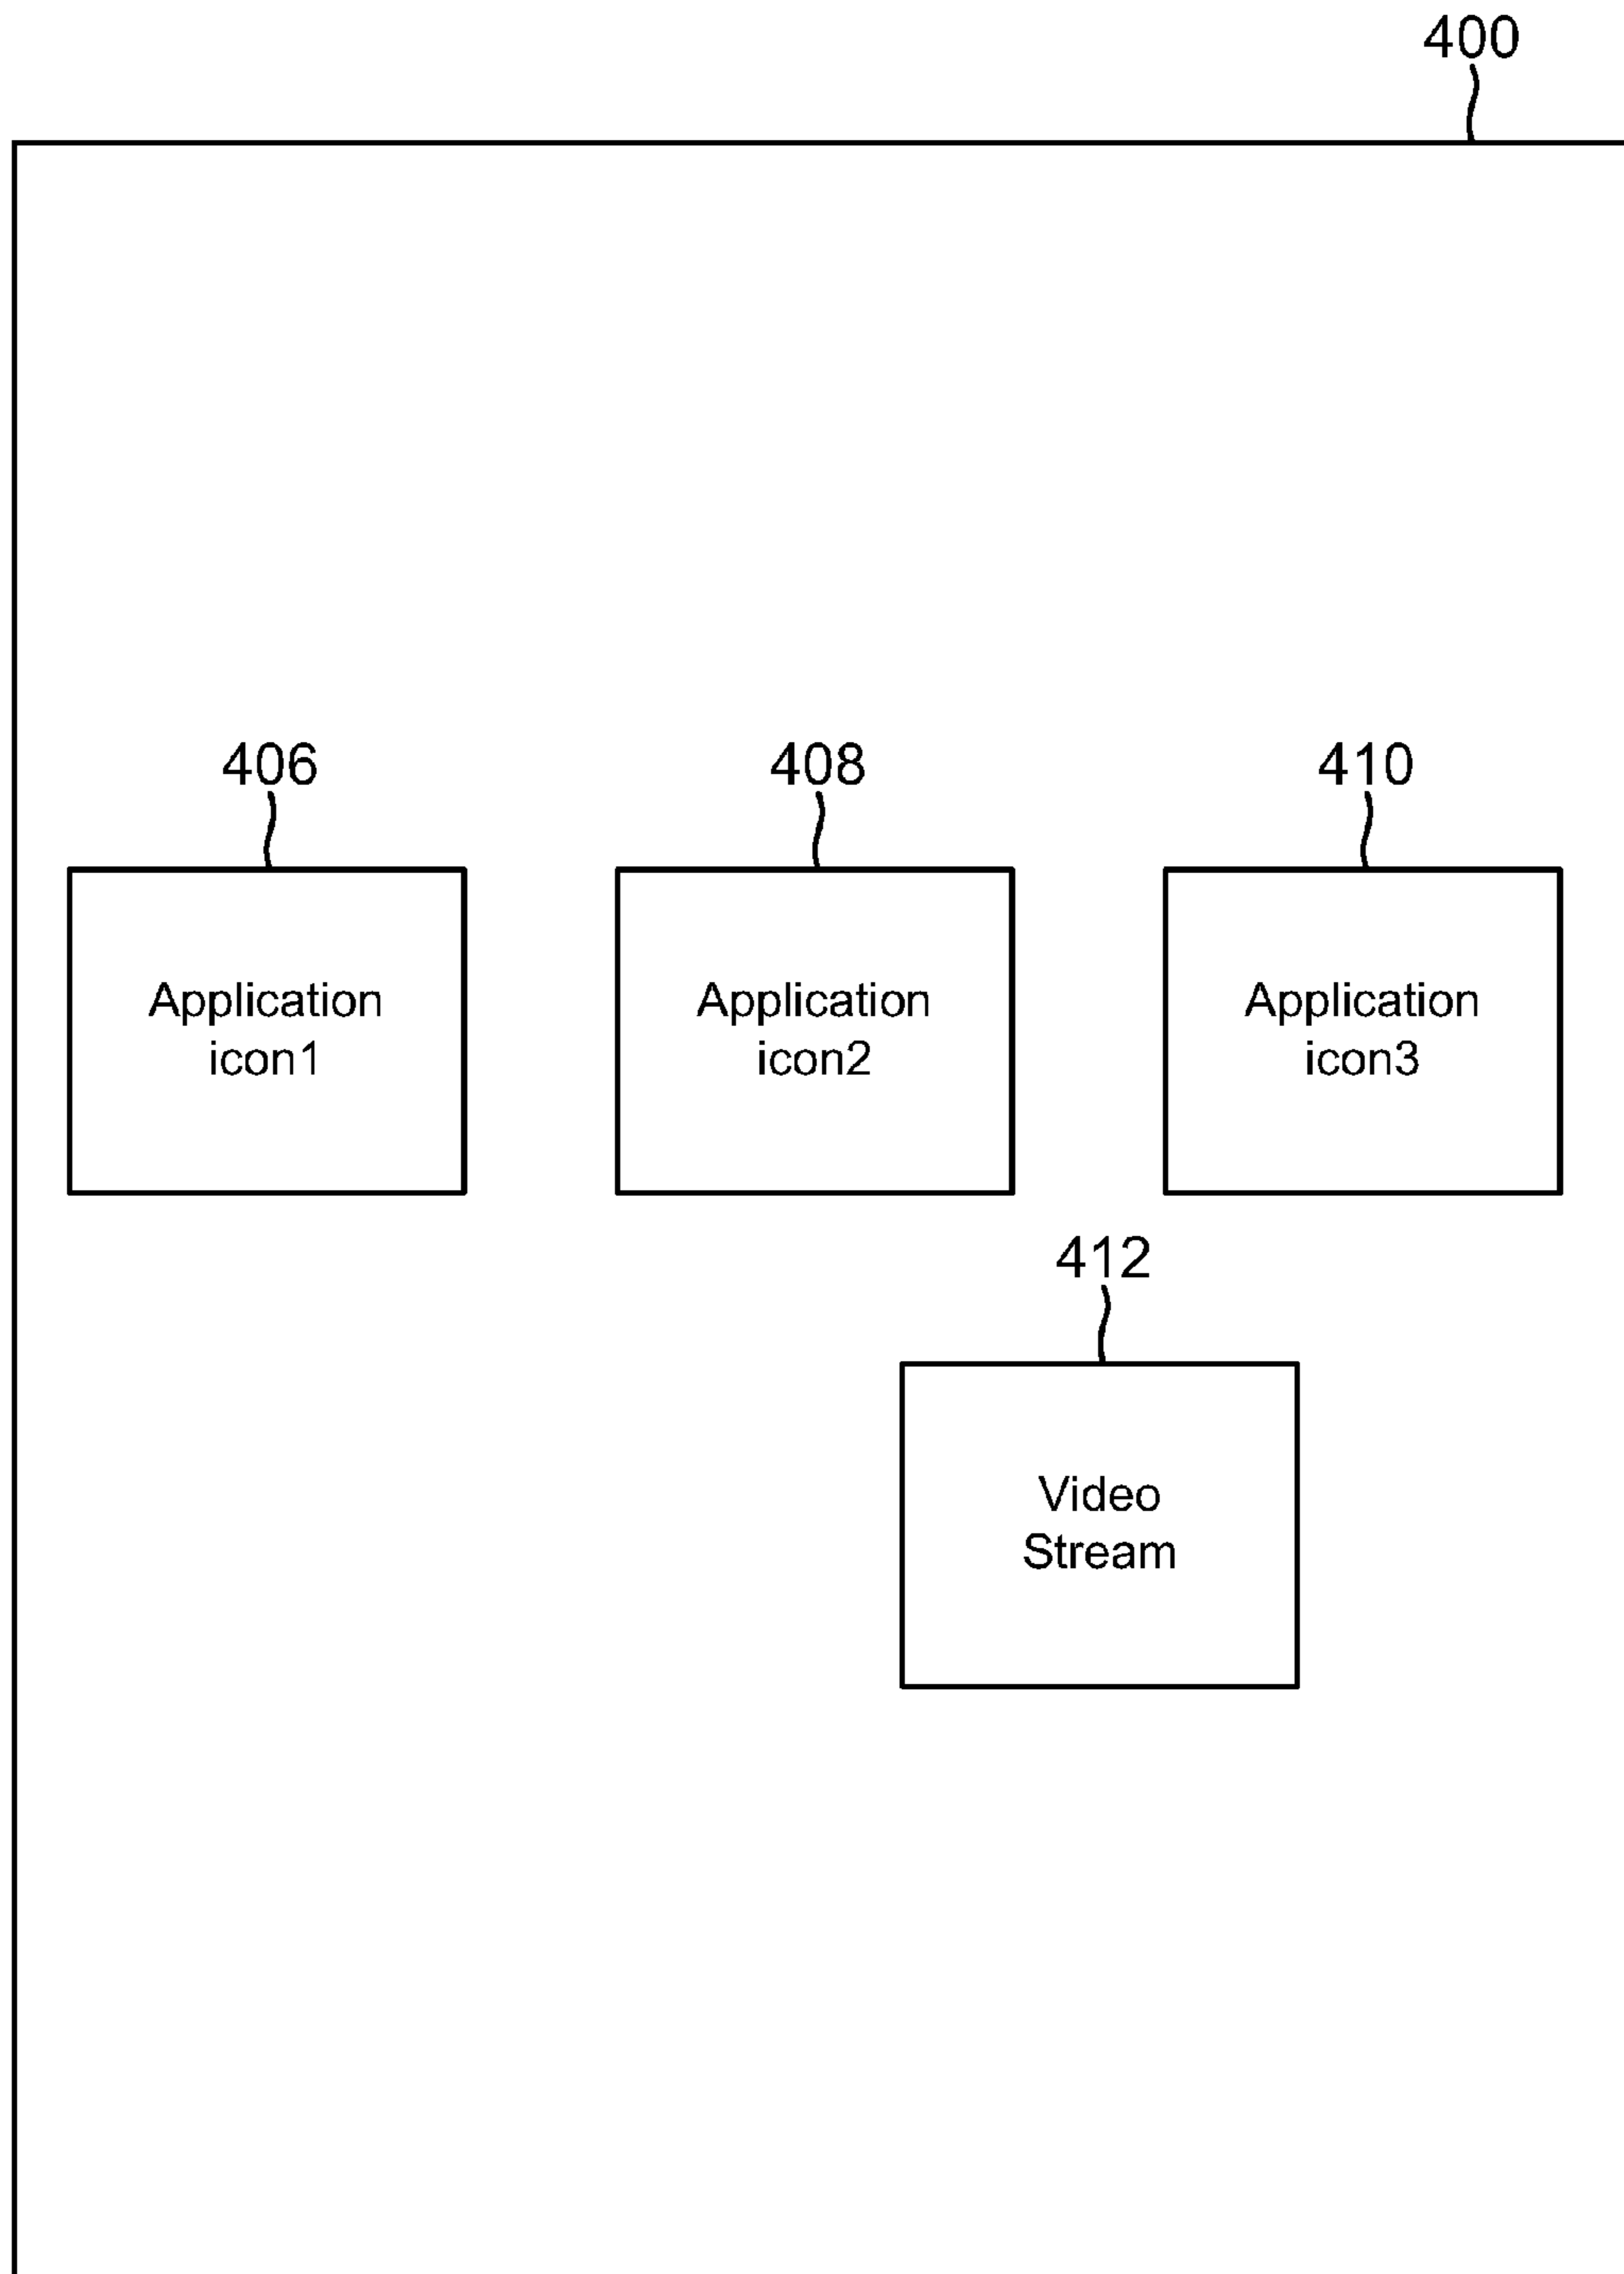 400
406
408
410
Application
icon1
Application
icon2
Application
icon3
412
Video
Stream